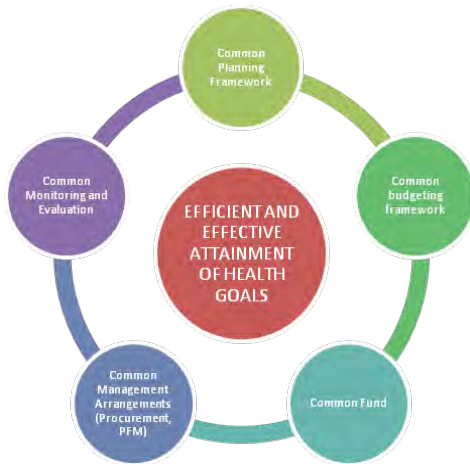 Common
Planning
Framework
Common
Monitoring and
Evaluation
Common
budgeting
framework
EFFICIENT AND
EFFECTIVE
ATTAINMENT
OF HEALTH
GOALS
Common
Management
Arrangements
(Procurement,
PFM)
Common Fund